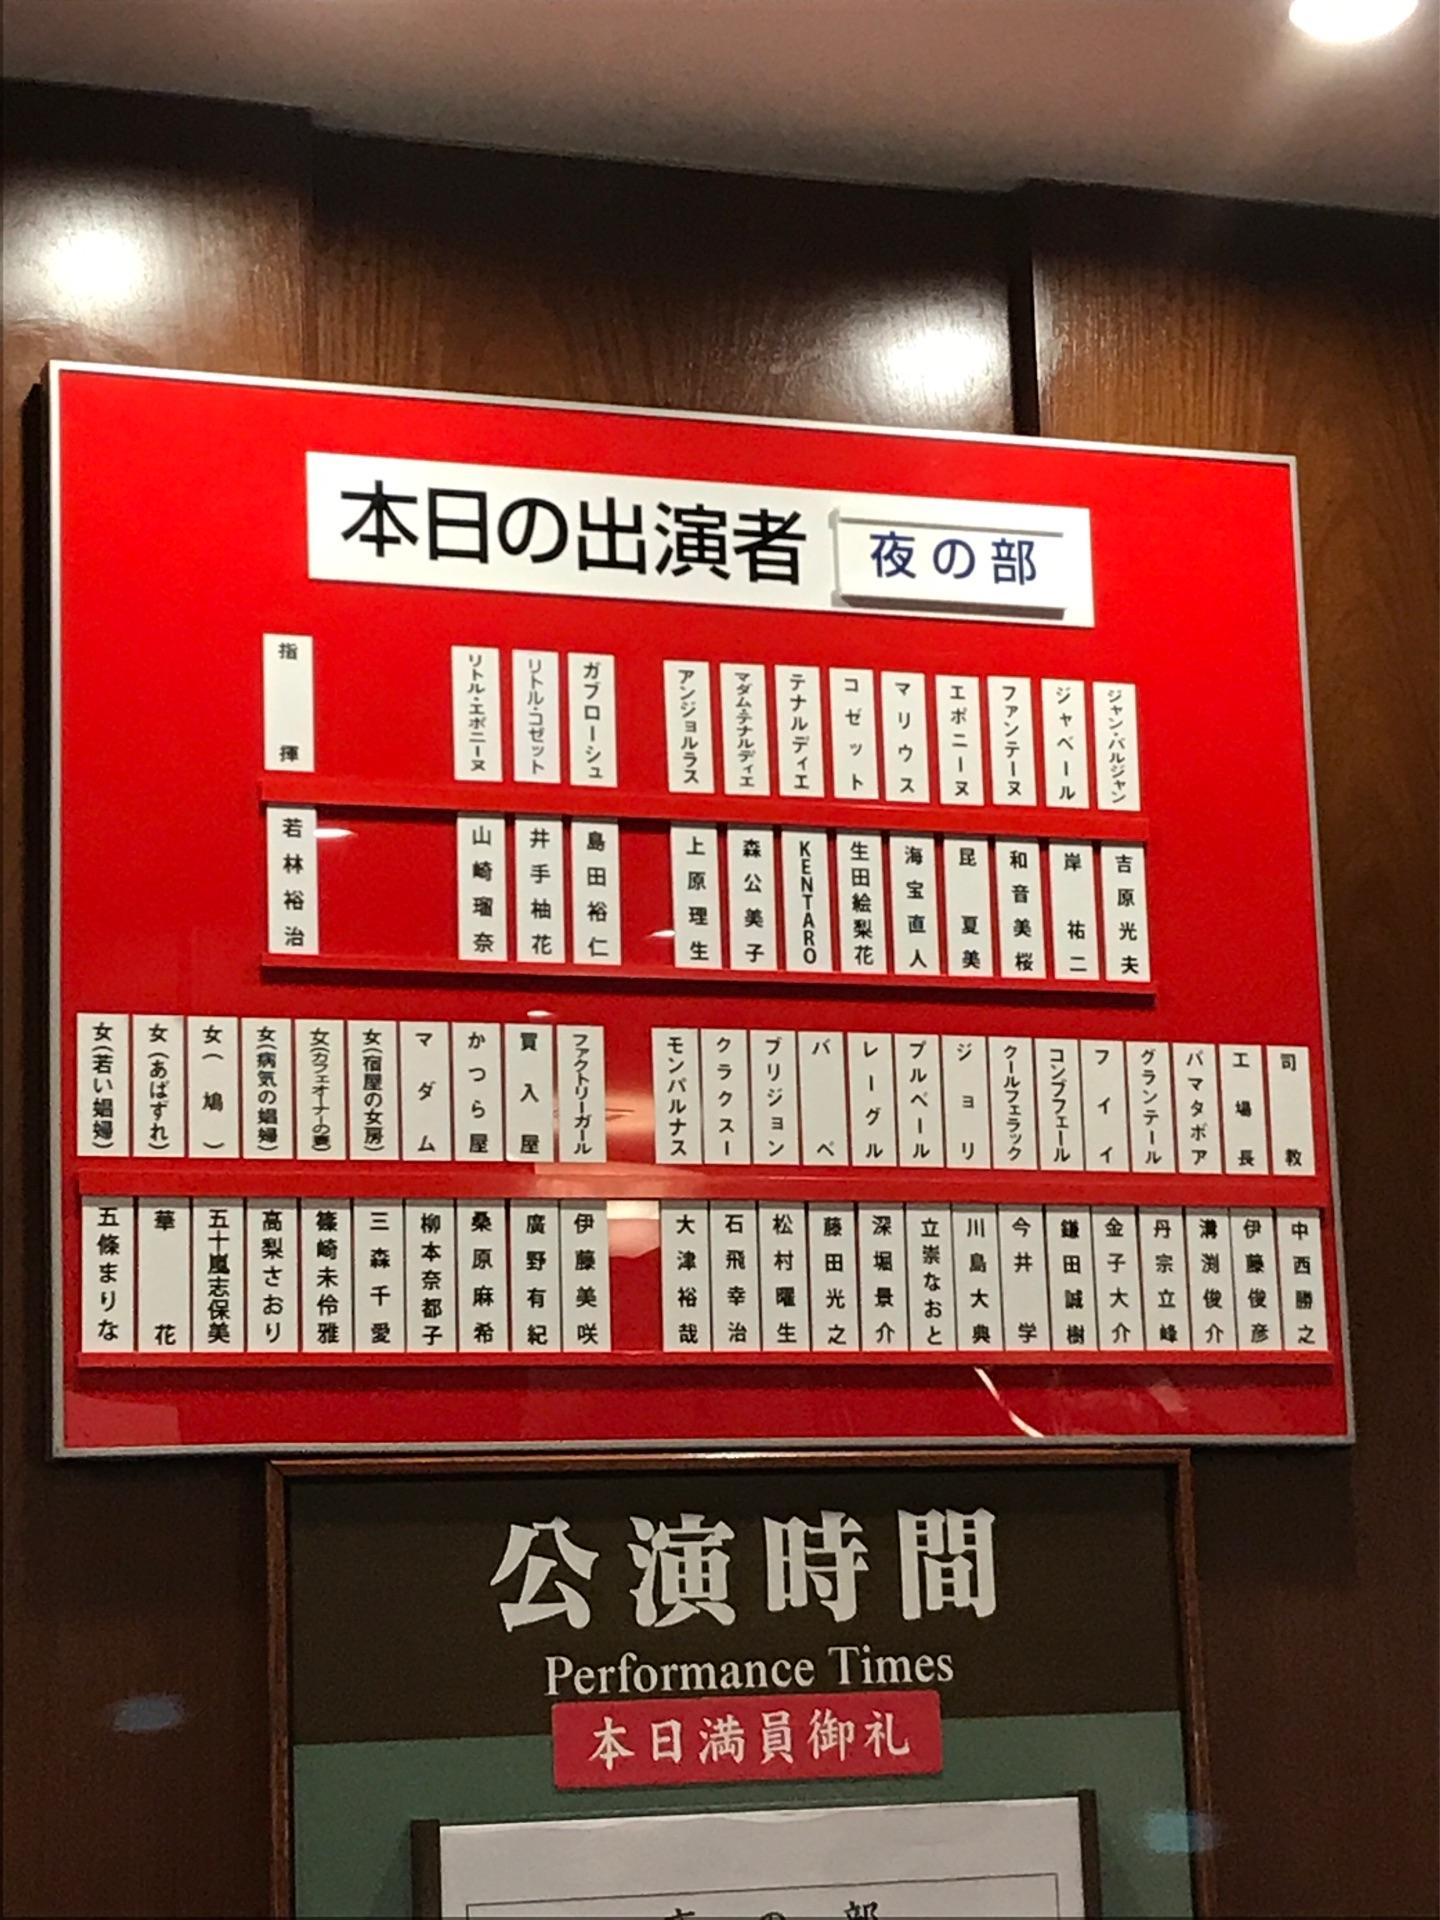 本日の出演者 夜の部
ジャン・バルジャン 吉原光夫
ジャベール 岸祐二
ファンテーヌ 和音美桜
エポニーヌ 昆夏美
マリウス 海宝直人
コゼット 生田絵梨花
テナルディエ KENTARO
マダム・テナルディエ 森公美子
アンジョルラス 上原理生
ガブローシュ 島田裕仁
リトル・コゼット 井手柚花
リトル・エポニーヌ 山崎瑠奈
指揮 若林裕治
司教 中西勝之
工場長 伊藤俊彦
バマタボア 溝渕俊介
グランテール 丹宗立峰
フイイ 金子大介
コンブフェール 鎌田誠樹
クールフェラック 今井学
ジョリ 川島大典
プルベール 立崇なおと
レーグル 深堀景介
バベ 藤田光之
ブリジョン 松村曜生
クラクスー 石飛幸治
モンパルナス 大津裕哉
ファクトリーガール 伊藤美咲
買入屋 廣野有紀
かつら屋 桑原麻希
マダム 柳本奈都子
女(宿屋の女房) 三森千愛
女(カフェオーナーの妻) 篠崎未伶雅
女(病気の娼婦) 高梨さおり
女(鳩) 五十嵐志保美
女(あばずれ) 華花
女(若い娼婦) 五條まりな
公演時間
Performance Times
本日満員御礼
夜の部